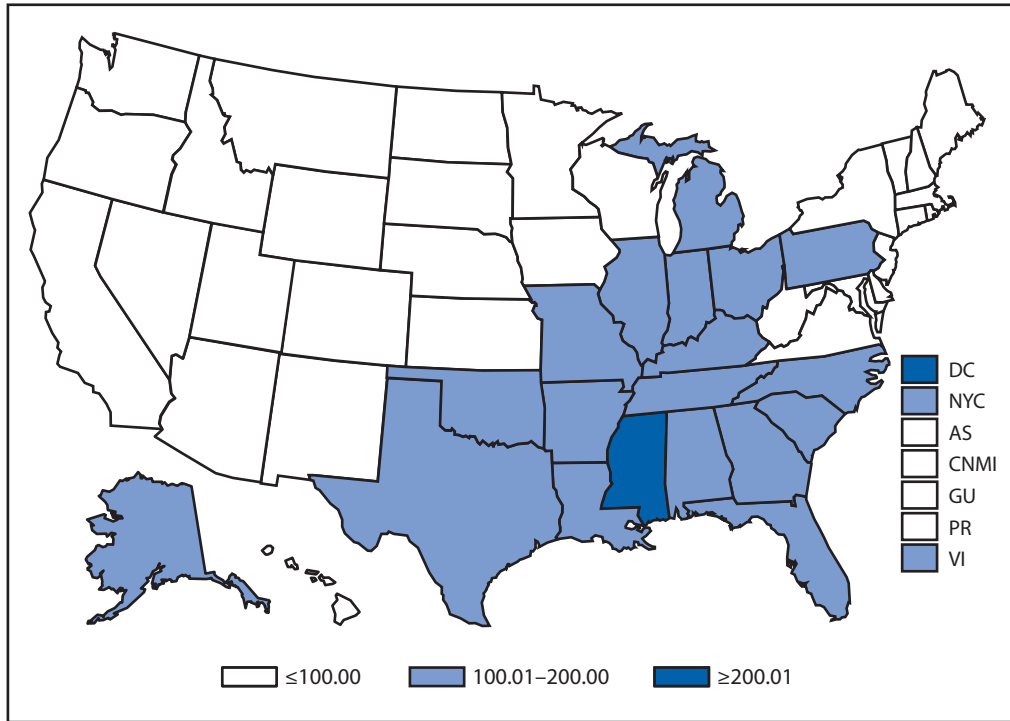 DC
NYC
AS
CNMI
GU
PR
VI
≤100.00
100.01–200.00
≥200.01